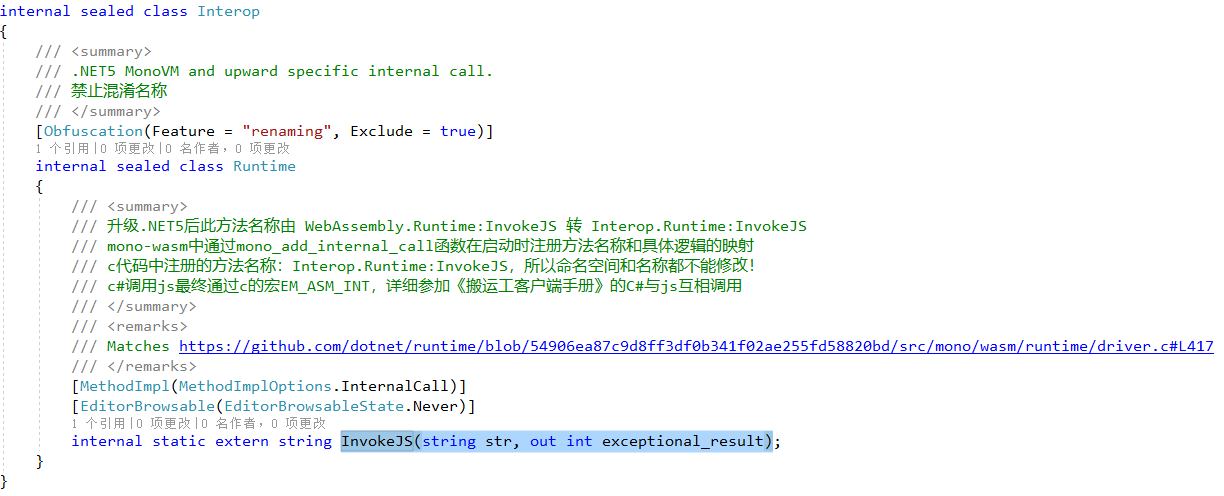 internal sealed class Interop
{
/// <summary>
/// .NET5 MonoVM and upward specific internal call.
/// 禁止混淆名称
/// </summary>
[Obfuscation(Feature = "renaming", Exclude = true)]
1 个引用|0 项更改|0 名作者，0 项更改
internal sealed class Runtime
{
/// <summary>
/// 升级.NET5后此方法名称由 WebAssembly.Runtime:InvokeJS 转 Interop.Runtime:InvokeJS
/// mono-wasm中通过mono_add_internal_call函数在启动时注册方法名称和具体逻辑的映射
/// c代码中注册的方法名称：Interop.Runtime:InvokeJS，所以命名空间和名称都不能修改！
/// c#调用js最终通过c的宏EM_ASM_INT，详细参加《搬运工客户端手册》的C#与js互相调用
/// </summary>
/// <remarks>
/// Matches https://github.com/dotnet/runtime/blob/54906ea87c9d8ff3df0b341f02ae255fd58820bd/src/mono/wasm/runtime/driver.c#L417
/// </remarks>
[MethodImpl(MethodImplOptions.InternalCall)]
[EditorBrowsable(EditorBrowsableState.Never)]
1 个引用|0 项更改|0 名作者，0 项更改
internal static extern string InvokeJS(string str, out int exceptional_result);
}
}